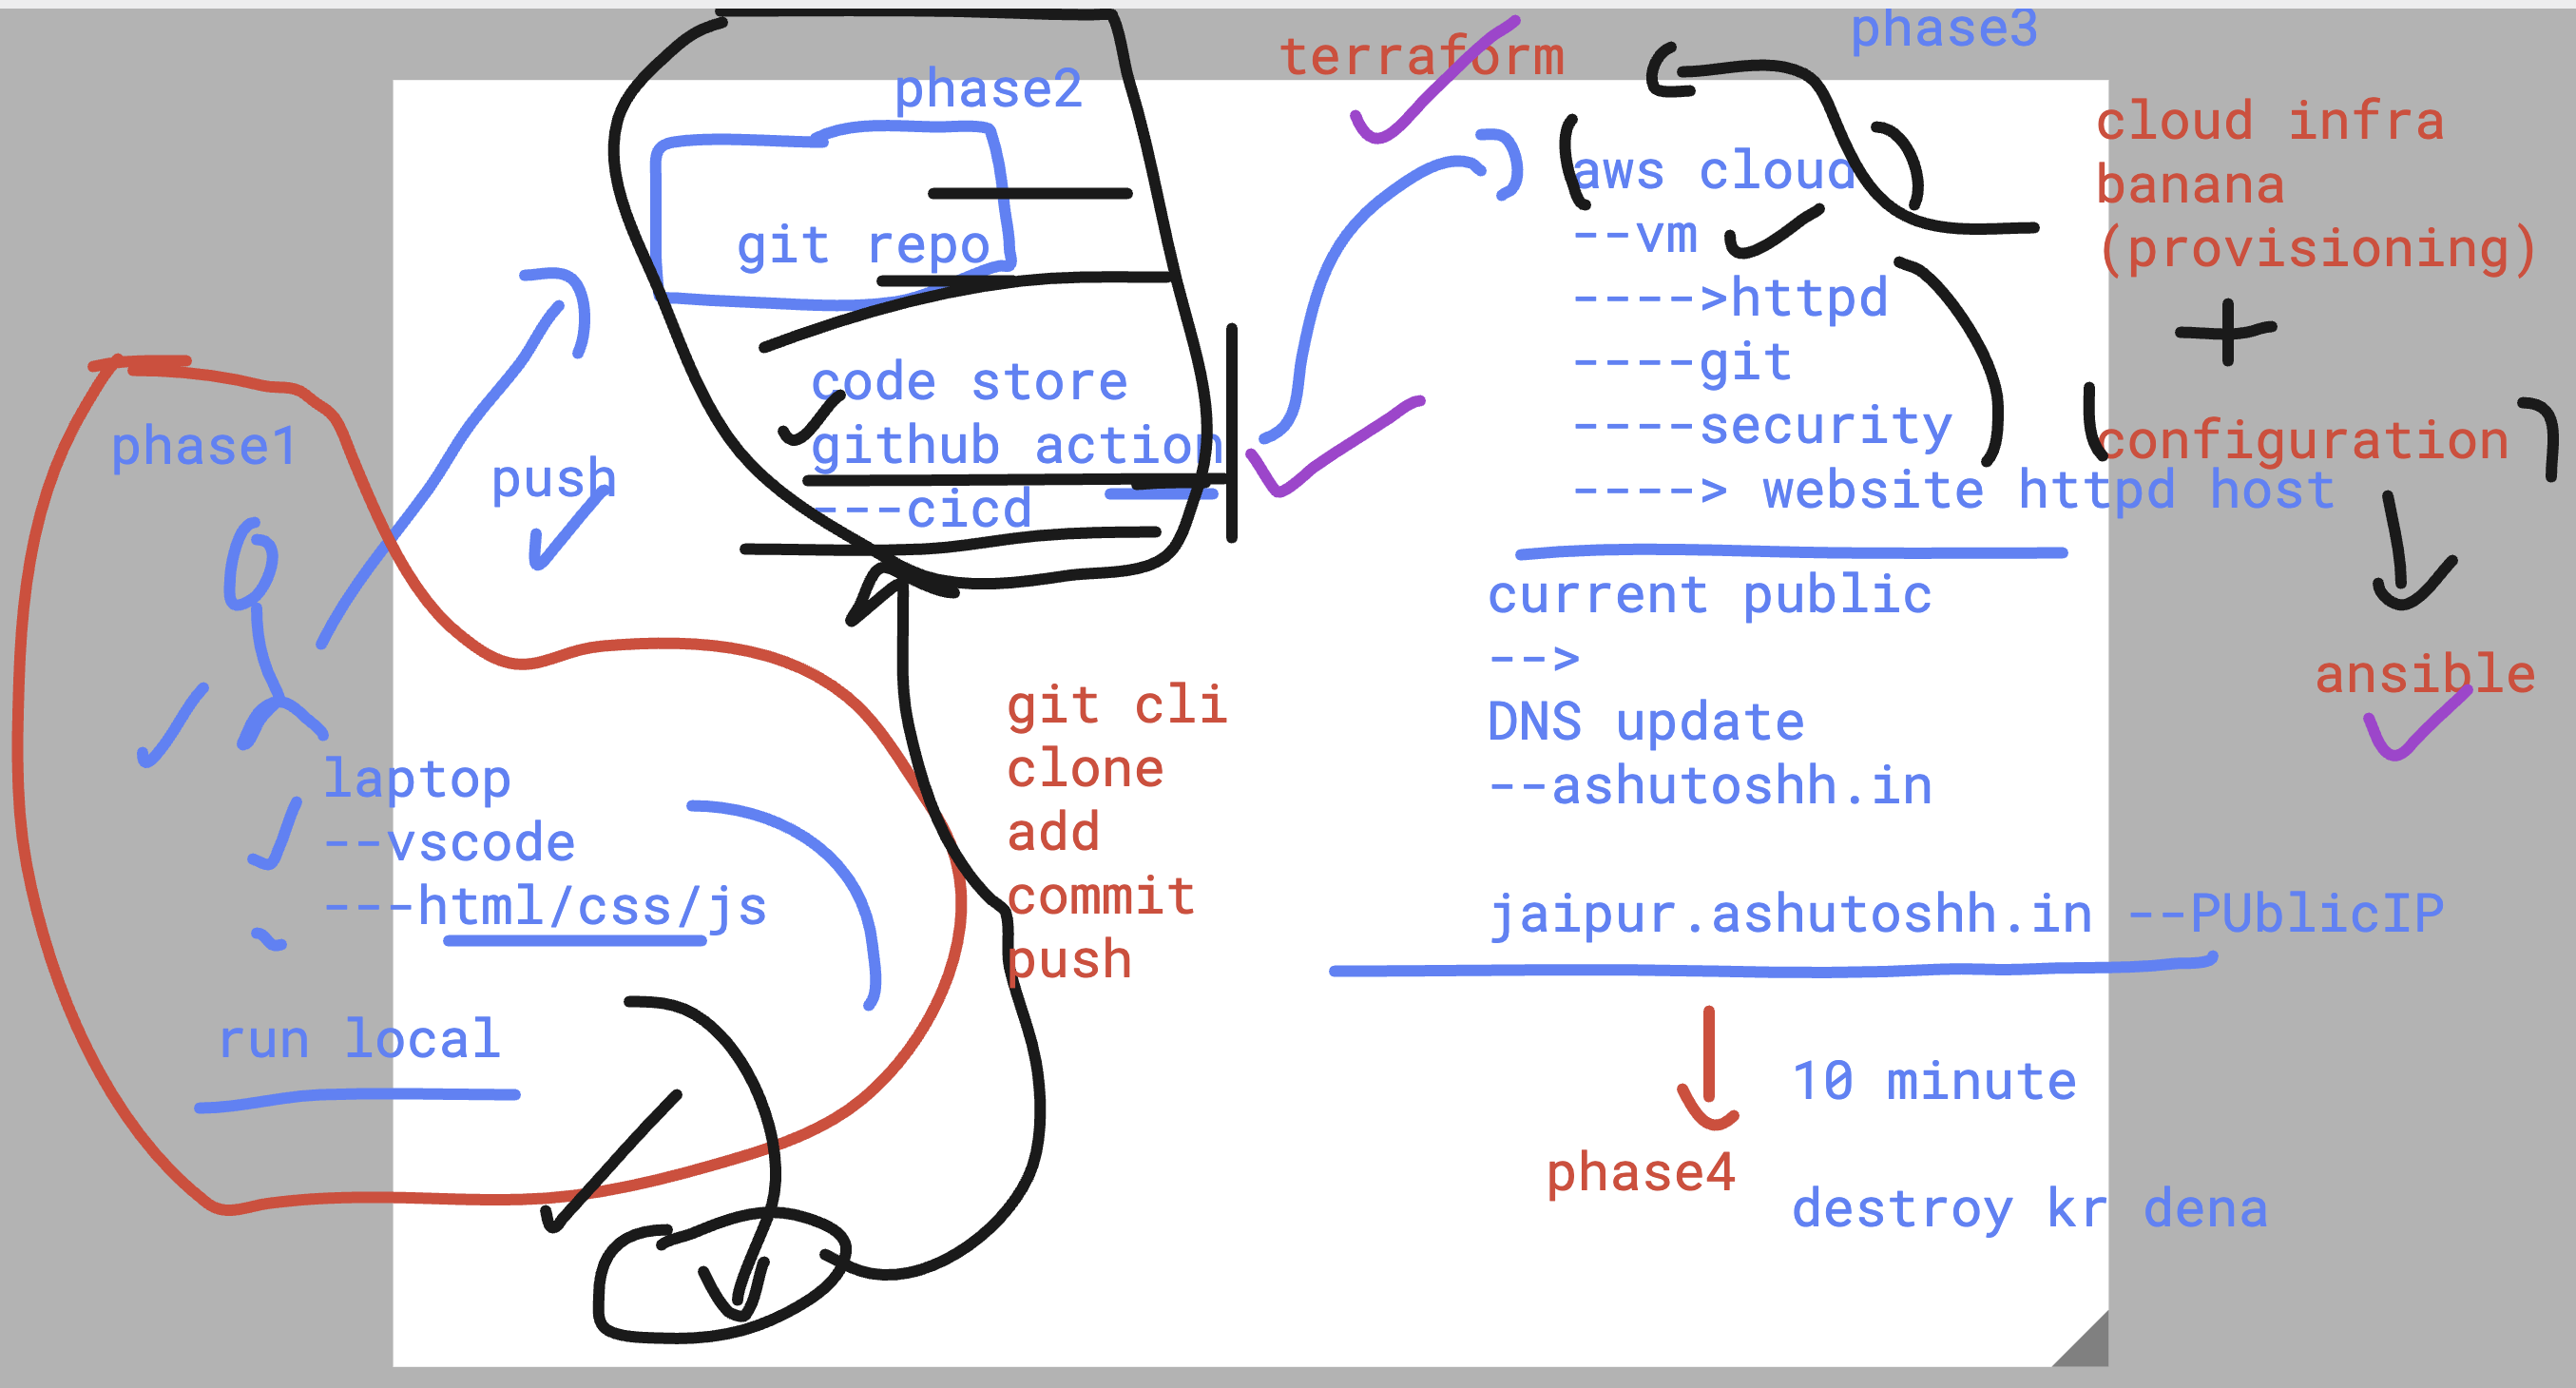 phase1
laptop
--vscode
---html/css/js
run local
push
phase2
git repo
code store
github action
---cicd
git cli
clone
add
commit
push
terraform
phase3
aws cloud
--vm
---->httpd
----git
----security
----> website httpd host
cloud infra
banana
(provisioning)
+
configuration
ansible
current public
-->
DNS update
--ashutoshh.in
jaipur.ashutoshh.in --PUblicIP
phase4
10 minute
destroy kr dena